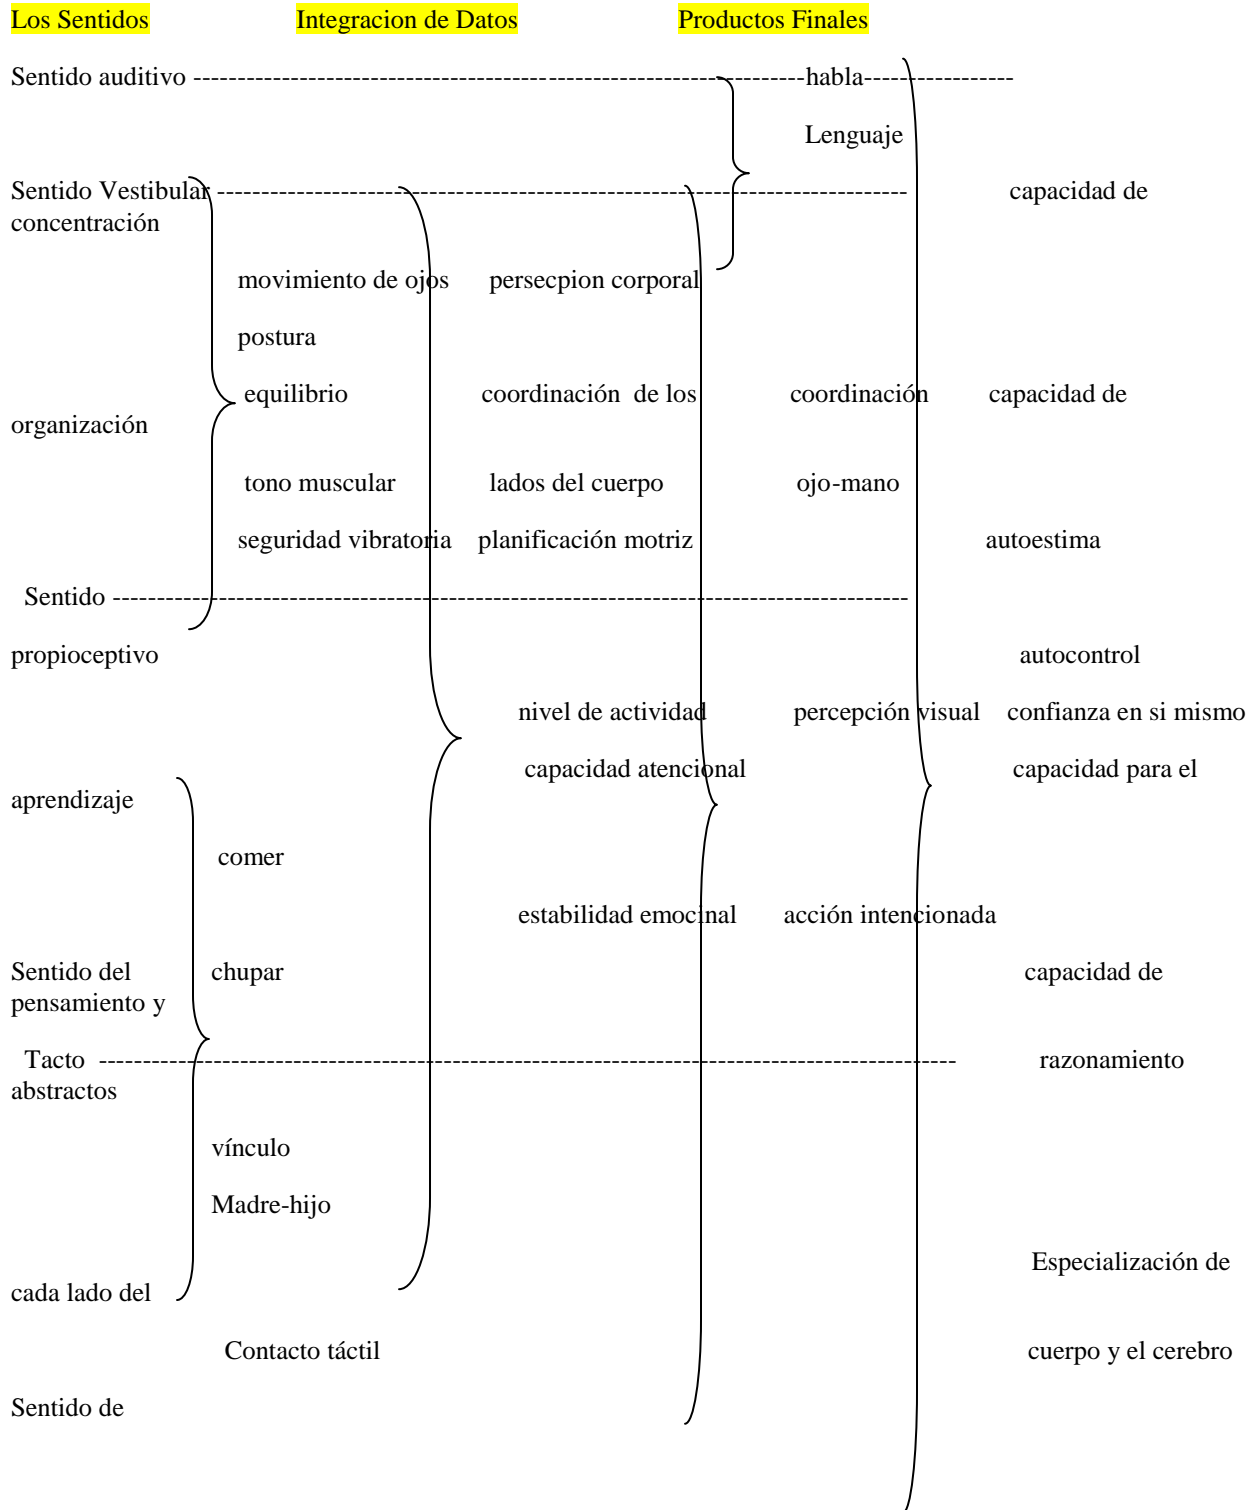 Los Sentidos Integracion de Datos Productos Finales
Sentido auditivo ---------------------------------------------------------------------habla-----------------
Lenguaje
Sentido Vestibular ------------------------------------------------------------------------------ capacidad de
concentración
movimiento de ojos persecpion corporal
postura
equilibrio coordinación de los coordinación capacidad de
organización
tono muscular lados del cuerpo ojo-mano
seguridad vibratoria planificación motriz autoestima
Sentido ------------------------------------------------------------------------------------------
propioceptivo autocontrol
nivel de actividad percepción visual confianza en si mismo
capacidad atencional capacidad para el
aprendizaje
comer
estabilidad emocinal acción intencionada
Sentido del chupar capacidad de
pensamiento y
Tacto ------------------------------------------------------------------------------------------------- razonamiento
abstractos
vínculo
Madre-hijo
Especialización de
cada lado del
Contacto táctil cuerpo y el cerebro
Sentido de